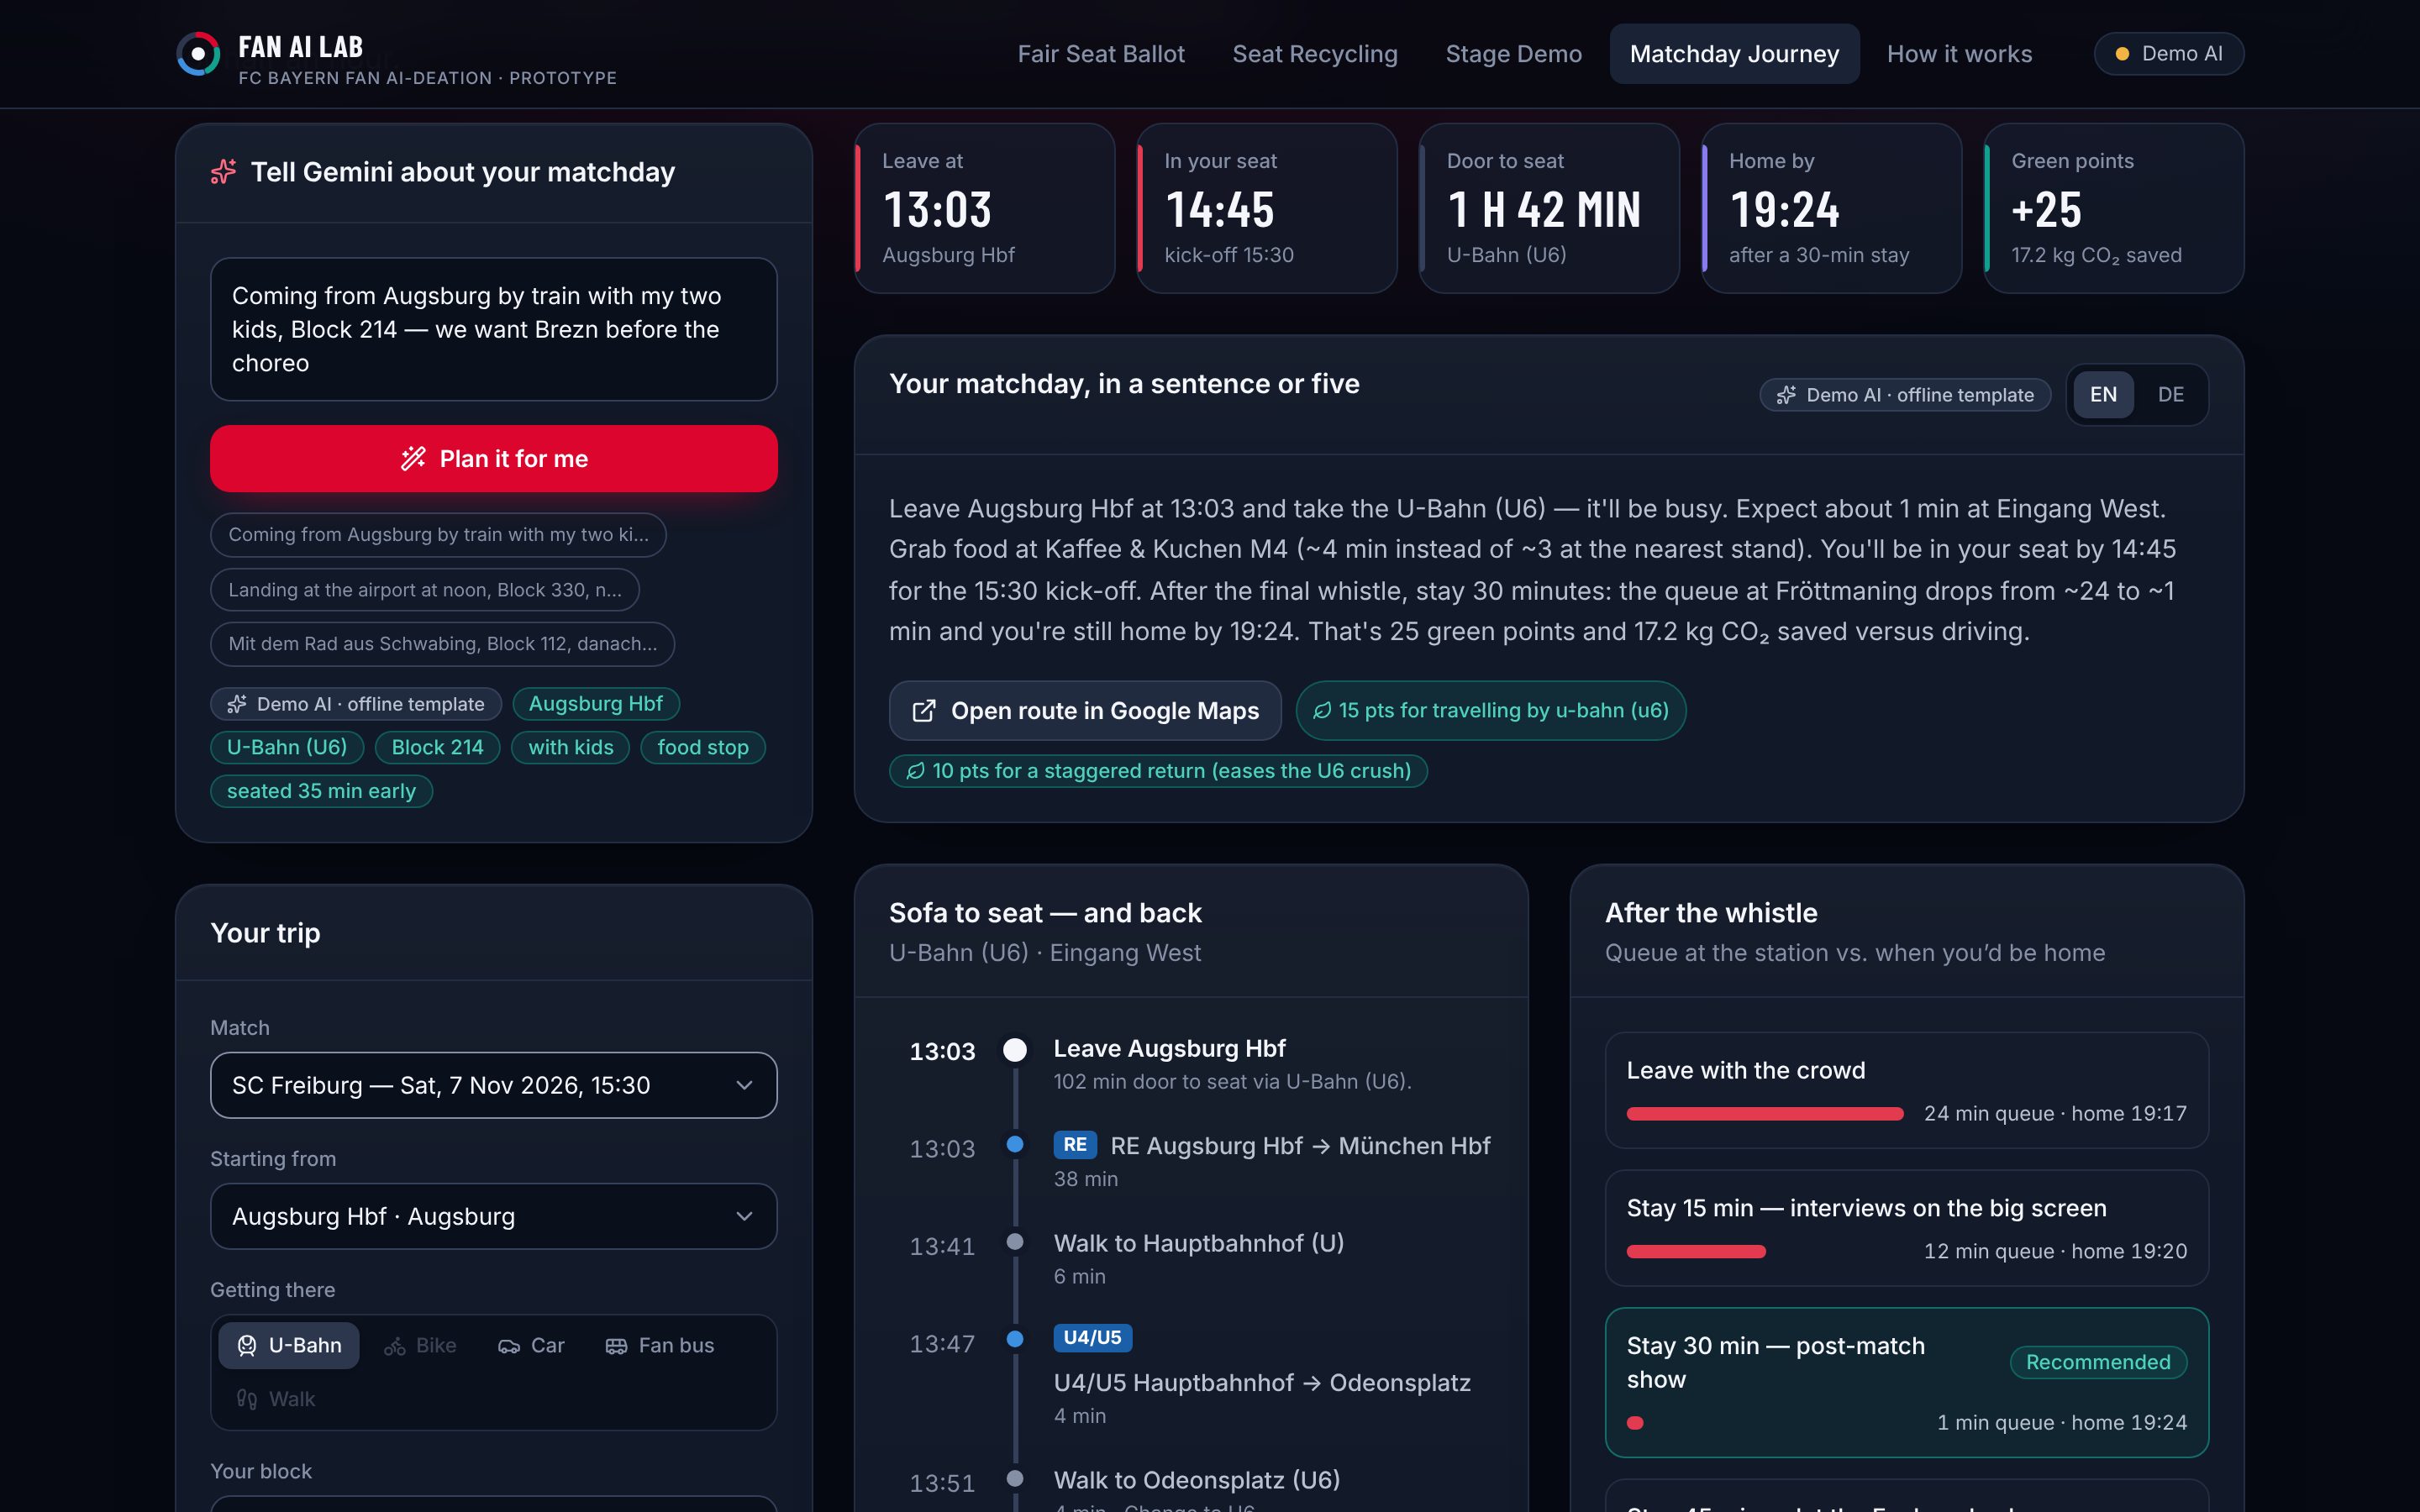 FAN AI LAB
FC BAYERN FAN AI-DEATION · PROTOTYPE
Fair Seat Ballot
Seat Recycling
Stage Demo
Matchday Journey
How it works
Demo AI
Tell Gemini about your matchday
Coming from Augsburg by train with my two
kids, Block 214 — we want Brezn before the
choreo
Plan it for me
Coming from Augsburg by train with my two ki...
Landing at the airport at noon, Block 330, n...
Mit dem Rad aus Schwabing, Block 112, danach...
Demo AI · offline template
Augsburg Hbf
U-Bahn (U6)
Block 214
with kids
food stop
seated 35 min early
Your trip
Match
SC Freiburg — Sat, 7 Nov 2026, 15:30
Starting from
Augsburg Hbf · Augsburg
Getting there
U-Bahn
Bike
Car
Fan bus
Walk
Your block
Leave at
13:03
Augsburg Hbf
In your seat
14:45
kick-off 15:30
Door to seat
1 H 42 MIN
U-Bahn (U6)
Home by
19:24
after a 30-min stay
Green points
+25
17.2 kg CO₂ saved
Your matchday, in a sentence or five
Demo AI · offline template
EN
DE
Leave Augsburg Hbf at 13:03 and take the U-Bahn (U6) — it'll be busy. Expect about 1 min at Eingang West.
Grab food at Kaffee & Kuchen M4 (~4 min instead of ~3 at the nearest stand). You'll be in your seat by 14:45
for the 15:30 kick-off. After the final whistle, stay 30 minutes: the queue at Fröttmaning drops from ~24 to ~1
min and you're still home by 19:24. That's 25 green points and 17.2 kg CO₂ saved versus driving.
Open route in Google Maps
15 pts for travelling by u-bahn (u6)
10 pts for a staggered return (eases the U6 crush)
Sofa to seat — and back
U-Bahn (U6) · Eingang West
13:03
Leave Augsburg Hbf
102 min door to seat via U-Bahn (U6).
13:03
RE
RE Augsburg Hbf → München Hbf
38 min
13:41
Walk to Hauptbahnhof (U)
6 min
13:47
U4/U5
U4/U5 Hauptbahnhof → Odeonsplatz
4 min
13:51
Walk to Odeonsplatz (U6)
After the whistle
Queue at the station vs. when you'd be home
Leave with the crowd
24 min queue · home 19:17
Stay 15 min — interviews on the big screen
12 min queue · home 19:20
Stay 30 min — post-match
show
Recommended
1 min queue · home 19:24